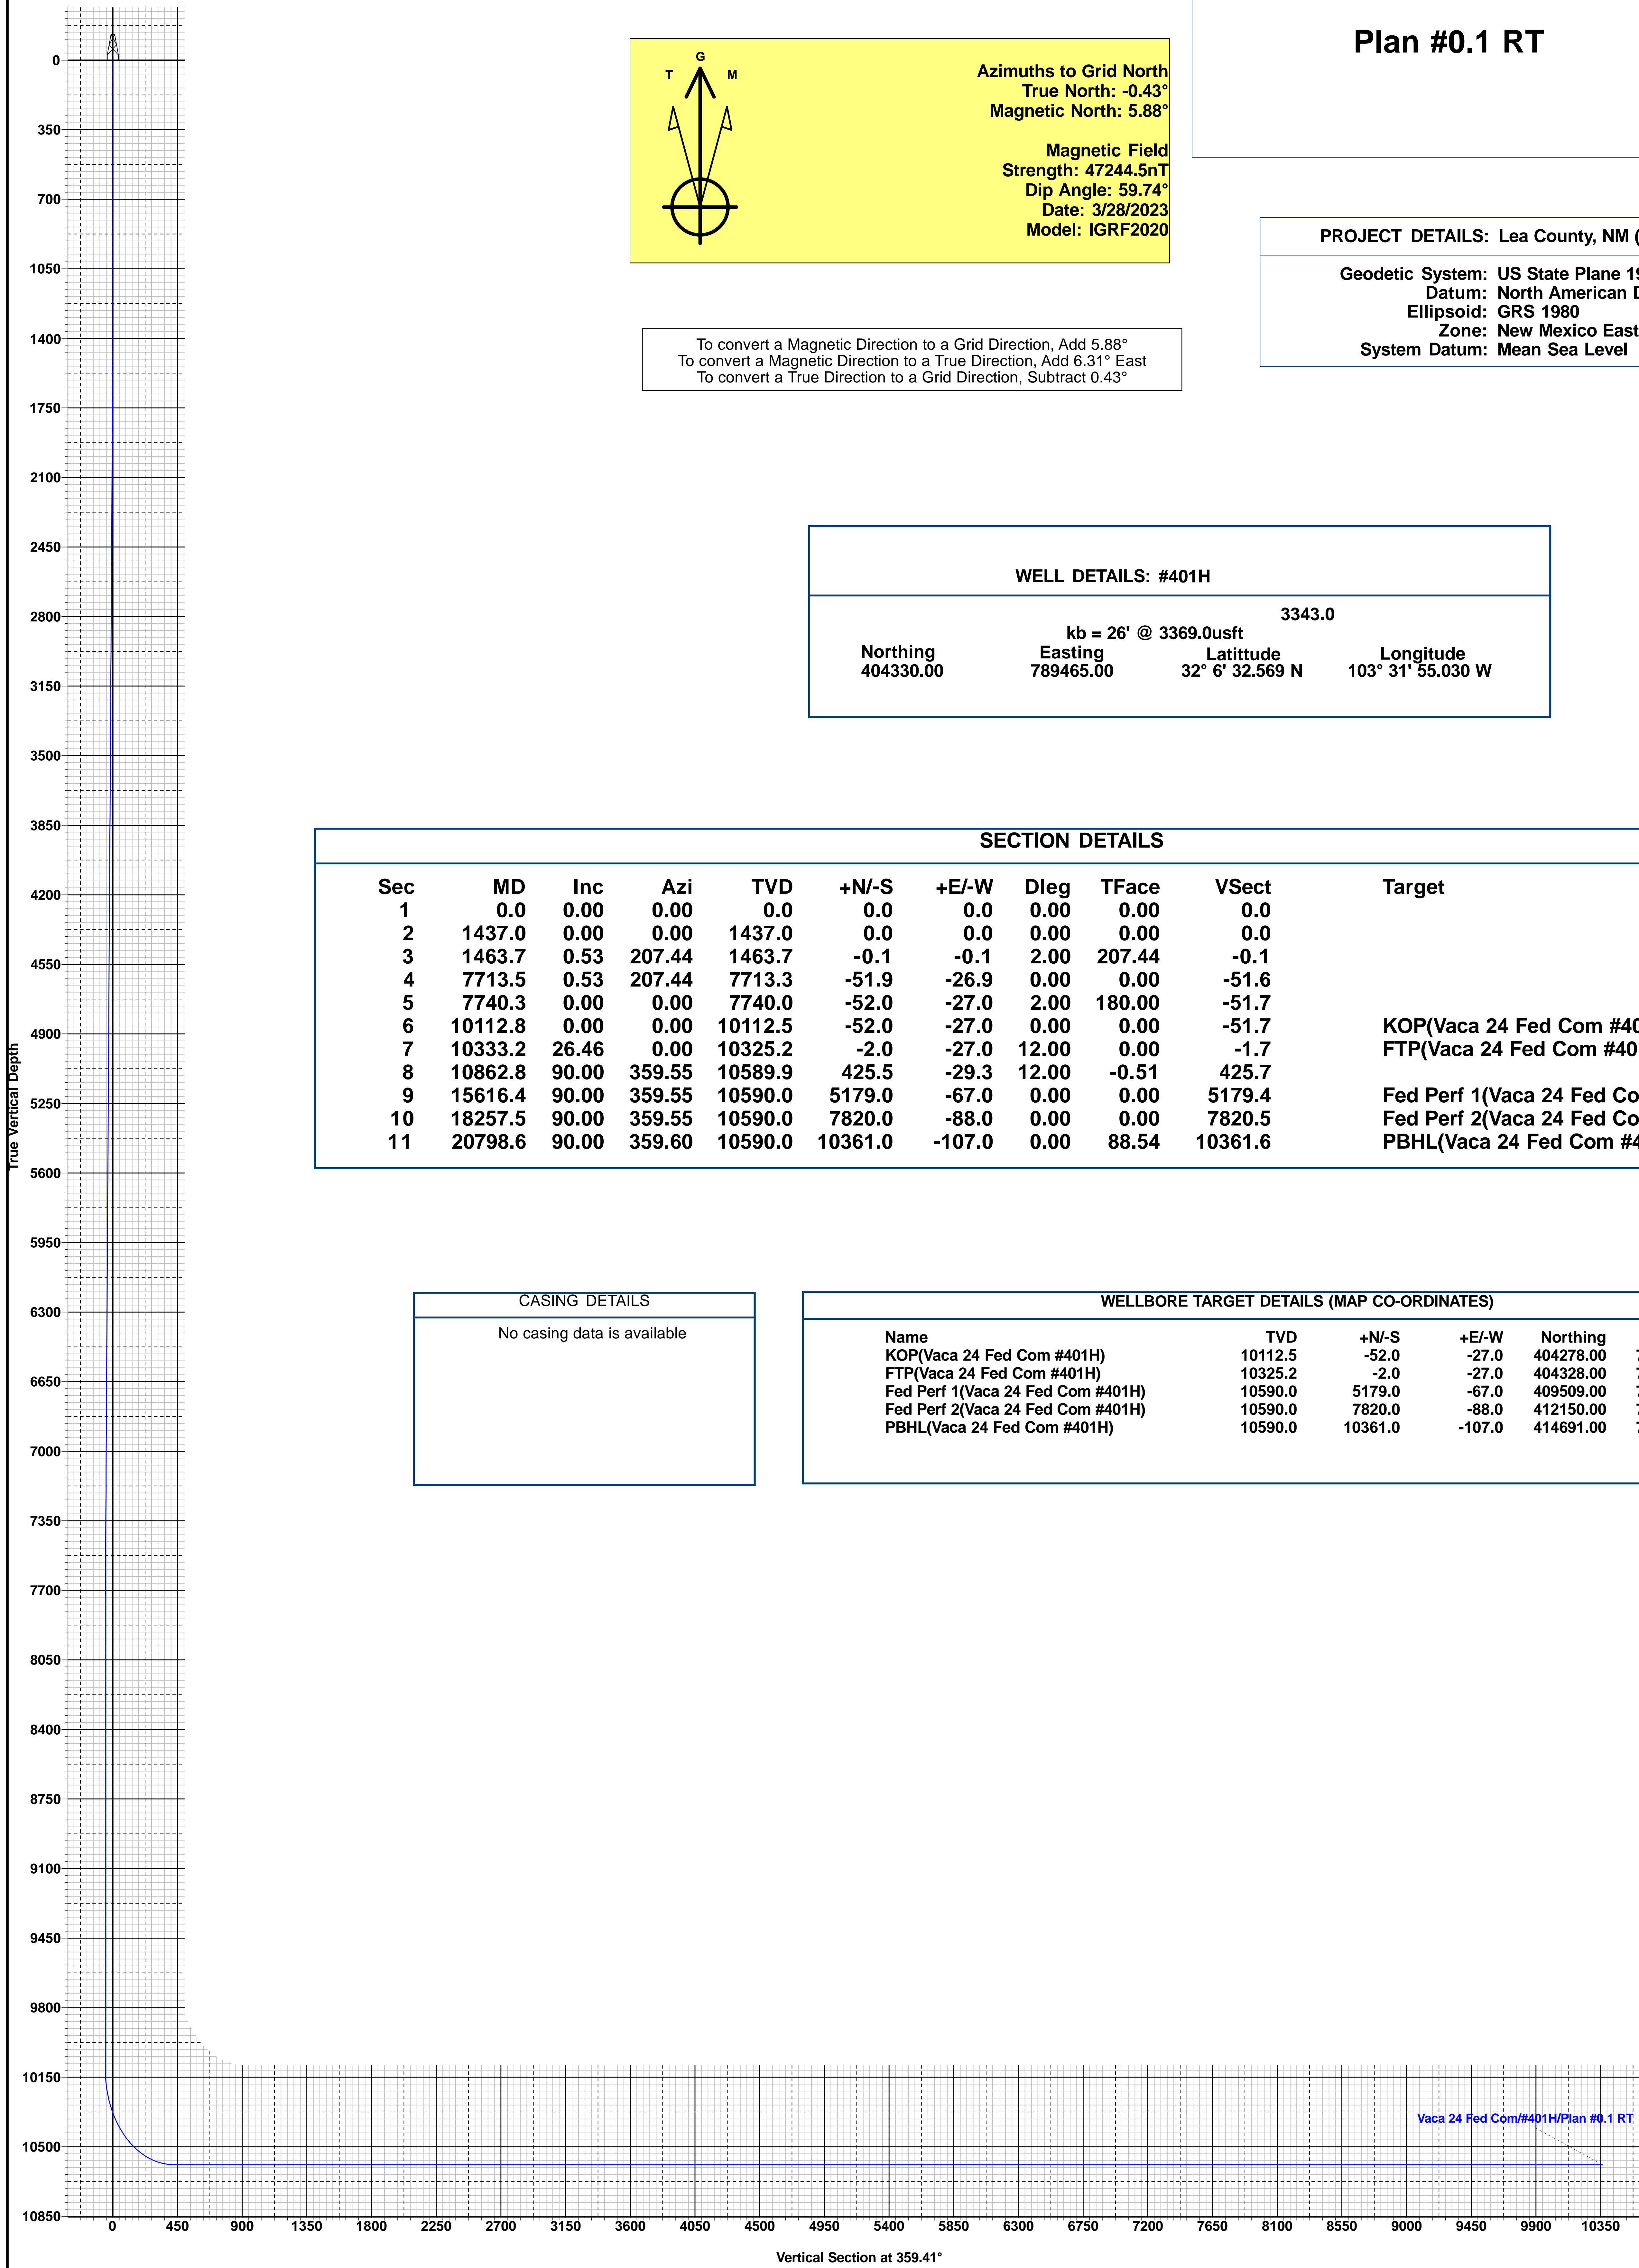 Plan #0.1 RT
T G M
Azimuths to Grid North
True North: -0.43°
Magnetic North: 5.88°
Magnetic Field
Strength: 47244.5nT
Dip Angle: 59.74°
Date: 3/28/2023
Model: IGRF2020
PROJECT DETAILS: Lea County, NM (
Geodetic System: US State Plane 19
Datum: North American D
Ellipsoid: GRS 1980
Zone: New Mexico East
System Datum: Mean Sea Level
To convert a Magnetic Direction to a Grid Direction, Add 5.88°
To convert a Magnetic Direction to a True Direction, Add 6.31° East
To convert a True Direction to a Grid Direction, Subtract 0.43°
WELL DETAILS: #401H
3343.0
kb = 26' @ 3369.0usft
Northing Easting Latittude Longitude
404330.00 789465.00 32° 6' 32.569 N 103° 31' 55.030 W
SECTION DETAILS
Sec MD Inc Azi TVD +N/-S +E/-W Dleg TFace VSect Target
1 0.0 0.00 0.00 0.0 0.0 0.0 0.00 0.00 0.0
2 1437.0 0.00 0.00 1437.0 0.0 0.0 0.00 0.00 0.0
3 1463.7 0.53 207.44 1463.7 -0.1 -0.1 2.00 207.44 -0.1
4 7713.5 0.53 207.44 7713.3 -51.9 -26.9 0.00 0.00 -51.6
5 7740.3 0.00 0.00 7740.0 -52.0 -27.0 2.00 180.00 -51.7
6 10112.8 0.00 0.00 10112.5 -52.0 -27.0 0.00 0.00 -51.7 KOP(Vaca 24 Fed Com #40
7 10333.2 26.46 0.00 10325.2 -2.0 -27.0 12.00 0.00 -1.7 FTP(Vaca 24 Fed Com #40
8 10862.8 90.00 359.55 10589.9 425.5 -29.3 12.00 -0.51 425.7
9 15616.4 90.00 359.55 10590.0 5179.0 -67.0 0.00 0.00 5179.4 Fed Perf 1(Vaca 24 Fed Co
10 18257.5 90.00 359.55 10590.0 7820.0 -88.0 0.00 0.00 7820.5 Fed Perf 2(Vaca 24 Fed Co
11 20798.6 90.00 359.60 10590.0 10361.0 -107.0 0.00 88.54 10361.6 PBHL(Vaca 24 Fed Com #4
CASING DETAILS
No casing data is available
WELLBORE TARGET DETAILS (MAP CO-ORDINATES)
Name TVD +N/-S +E/-W Northing
KOP(Vaca 24 Fed Com #401H) 10112.5 -52.0 -27.0 404278.00 7
FTP(Vaca 24 Fed Com #401H) 10325.2 -2.0 -27.0 404328.00 7
Fed Perf 1(Vaca 24 Fed Com #401H) 10590.0 5179.0 -67.0 409509.00 7
Fed Perf 2(Vaca 24 Fed Com #401H) 10590.0 7820.0 -88.0 412150.00 7
PBHL(Vaca 24 Fed Com #401H) 10590.0 10361.0 -107.0 414691.00 7
True Vertical Depth
0
350
700
1050
1400
1750
2100
2450
2800
3150
3500
3850
4200
4550
4900
5250
5600
5950
6300
6650
7000
7350
7700
8050
8400
8750
9100
9450
9800
10150
10500
10850
Vaca 24 Fed Com/#401H/Plan #0.1 RT
0 450 900 1350 1800 2250 2700 3150 3600 4050 4500 4950 5400 5850 6300 6750 7200 7650 8100 8550 9000 9450 9900 10350
Vertical Section at 359.41°